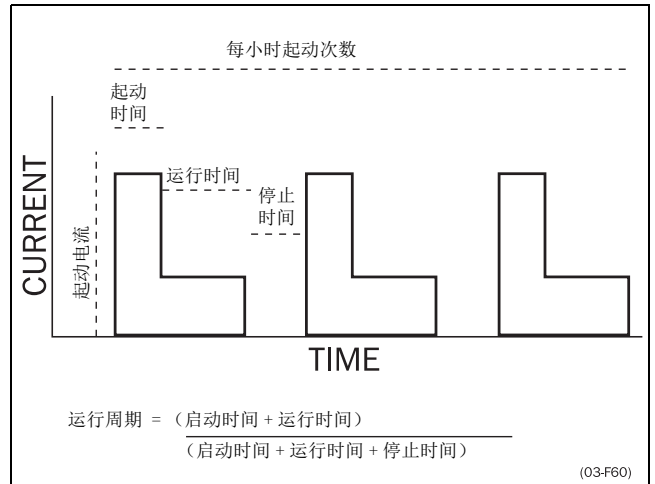 每小时起动次数
起动
时间
运行时间
停止
时间
起动电流
CURRENT
TIME
运行周期 = （启动时间 + 运行时间）
（启动时间 + 运行时间 + 停止时间）
(03-F60)